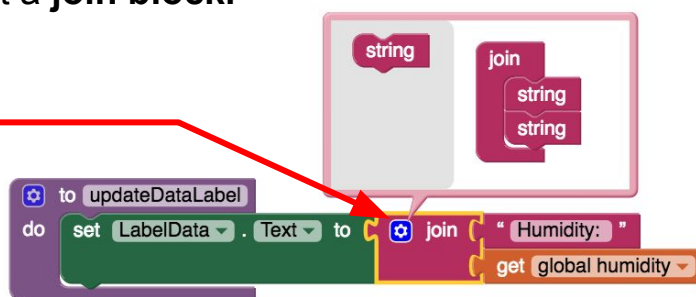 t a join block.
string
join
string
string
to updateDataLabel
do set LabelData . Text to join " Humidity: "
get global humidity